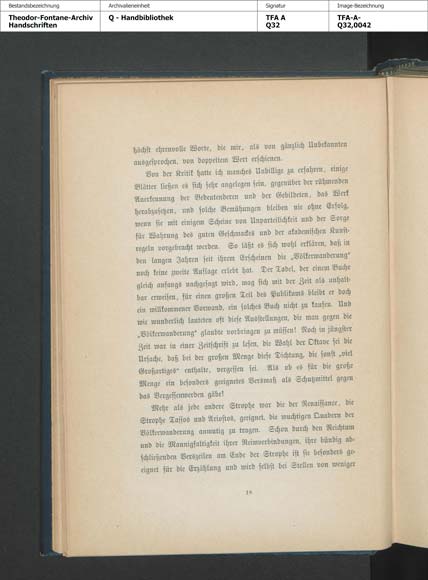 Bestandsbezeichnung
Archivalieneinheit
Signatur
Image-Bezeichnung
Theodor-Fontane-Archiv
Handschriften
Q - Handbibliothek
TFA A
Q32
TFA-A-
Q32,0042
höchst ehrenvolle Worte, die mir, als von gänzlich Unbekannten
ausgesprochen, von doppeltem Wert erschienen.
Von der Kritik hatte ich manches Unbillige zu erfahren, einige
Blätter ließen es sich sehr angelegen sein, gegenüber der rühmenden
Anerkennung der Bedeutenderen und der Gebildeten, das Werk
herabzusehen, und solche Bemühungen bleiben nie ohne Erfolg,
wenn sie mit einigem Scheine von Unparteilichkeit und der Sorge
für Wahrung des guten Geschmackes und der akademischen Kunst-
regeln vorgebracht werden. So läßt es sich wohl erklären, daß in
den langen Jahren seit ihrem Erscheinen die „Völkerwanderung“
noch keine zweite Auflage erlebt hat. Der Tadel, der einem Buche
gleich anfangs nachgesagt wird, mag sich mit der Zeit als unhalt-
bar erweisen, für einen großen Teil des Publikums bleibt er doch
ein willkommener Vorwand, ein solches Buch nicht zu kaufen. Und
wie wunderlich lauteten oft diese Ausstellungen, die man gegen die
„Völkerwanderung“ glaubte vorbringen zu müssen! Noch in jüngster
Zeit war in einer Zeitschrift zu lesen, die Wahl der Oktave sei die
Ursache, daß bei der großen Menge diese Dichtung, die sonst „viel
Großartiges“ enthalte, vergessen sei. Als ob es für die große
Menge ein besonders geeignetes Versmaß als Schutzmittel gegen
das Vergessenwerden gäbe!
Mehr als jede andere Strophe war die der Renaissance, die
Strophe Tassos und Ariostos, geeignet, die wuchtigen Quadern der
Völkerwanderung anmutig zu tragen. Schon durch den Reichtum
und die Mannigfaltigkeit ihrer Reimverbindungen, ihre bündig ab-
schließenden Verszeilen am Ende der Strophe ist sie besonders ge-
eignet für die Erzählung und wird selbst bei Stellen von weniger